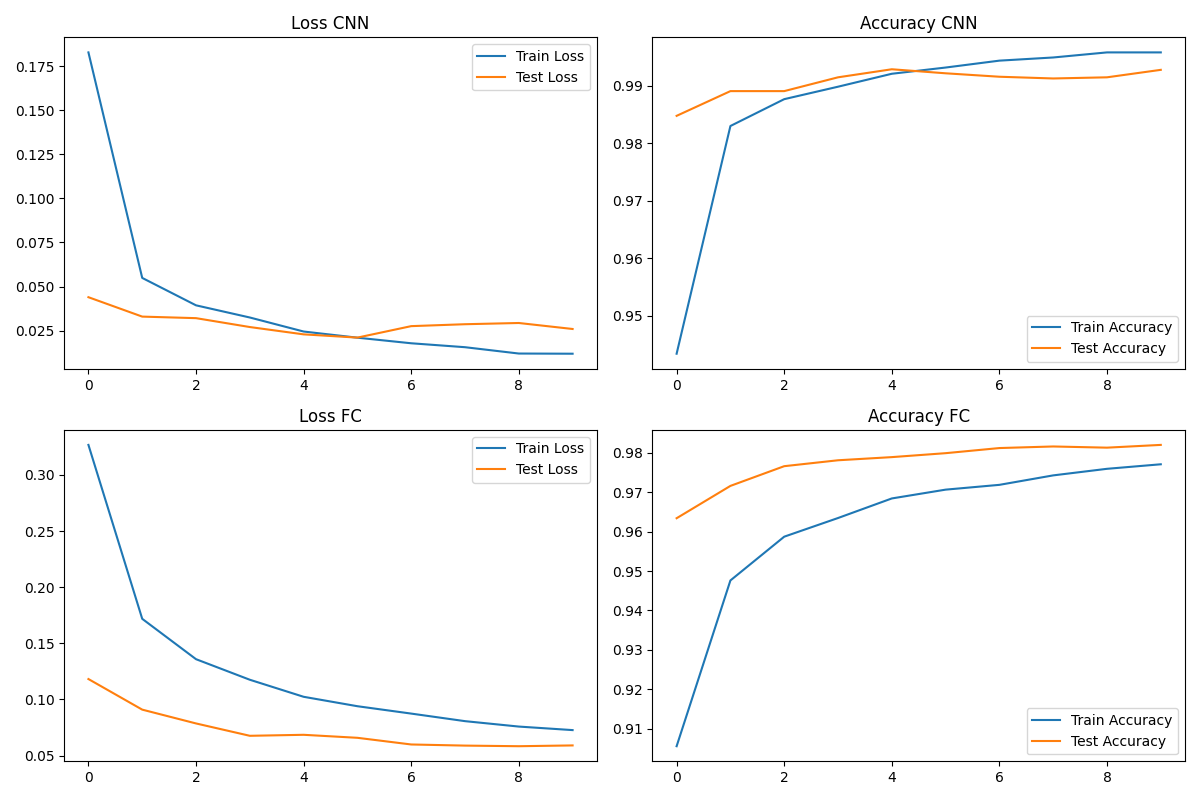 Loss CNN
0.175
0.150
0.125
0.100
0.075
0.050
0.025
0 2 4 6 8
Train Loss
Test Loss
Accuracy CNN
0.99
0.98
0.97
0.96
0.95
0 2 4 6 8
Train Accuracy
Test Accuracy
Loss FC
0.30
0.25
0.20
0.15
0.10
0.05
0 2 4 6 8
Train Loss
Test Loss
Accuracy FC
0.98
0.97
0.96
0.95
0.94
0.93
0.92
0.91
0 2 4 6 8
Train Accuracy
Test Accuracy